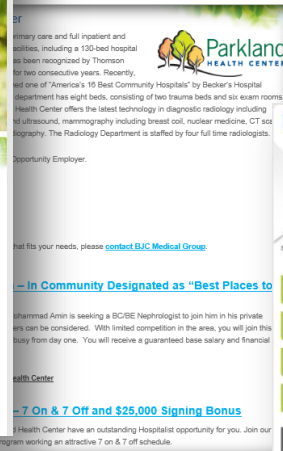 er
Parkland
HEALTH CENTER
primary care and full inpatient and
acilities, including a 130-bed hospital
as been recognized by Thomson
for two consecutive years. Recently,
ed one of "America's 16 Best Community Hospitals" by Becker's Hospital
department has eight beds, consisting of two trauma beds and six exam rooms
Health Center offers the latest technology in diagnostic radiology including
nd ultrasound, mammography including breast coil, nuclear medicine, CT sca
liography. The Radiology Department is staffed by four full time radiologists.
Opportunity Employer.
hat fits your needs, please contact BJC Medical Group.
– In Community Designated as “Best Places to
ohammad Amin is seeking a BC/BE Nephrologist to join him in his private
ers can be considered. With limited competition in the area, you will join this
busy from day one. You will receive a guaranteed base salary and financial
ealth Center
– 7 On & 7 Off and $25,000 Signing Bonus
d Health Center have an outstanding Hospitalist opportunity for you. Join our
rogram working an attractive 7 on & 7 off schedule.